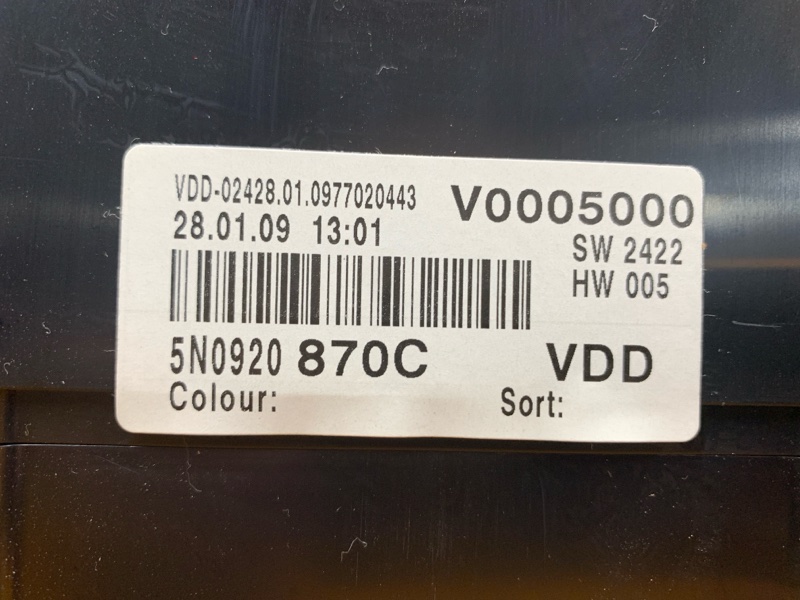 VDD-02428.01.0977020443 V0005000
28.01.09 13:01 SW 2422
HW 005
5N0920 870C VDD
Colour: Sort: